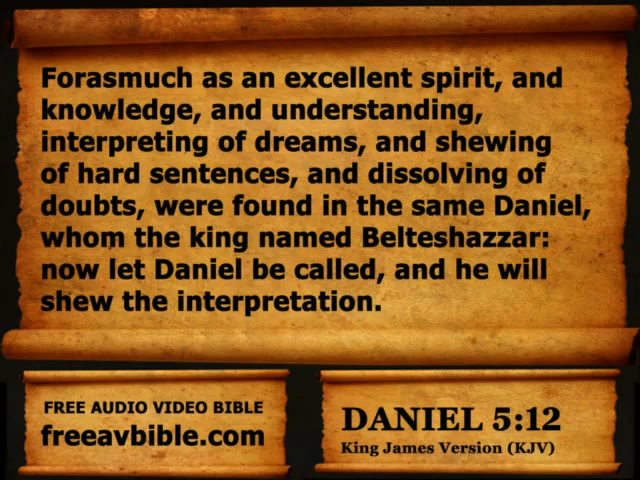 Forasmuch as an excellent spirit, and
knowledge, and understanding,
interpreting of dreams, and shewing
of hard sentences, and dissolving of
doubts, were found in the same Daniel,
whom the king named Belteshazzar:
now let Daniel be called, and he will
shew the interpretation.
FREE AUDIO VIDEO BIBLE
freeavbible.com
DANIEL 5:12
King James Version (KJV)